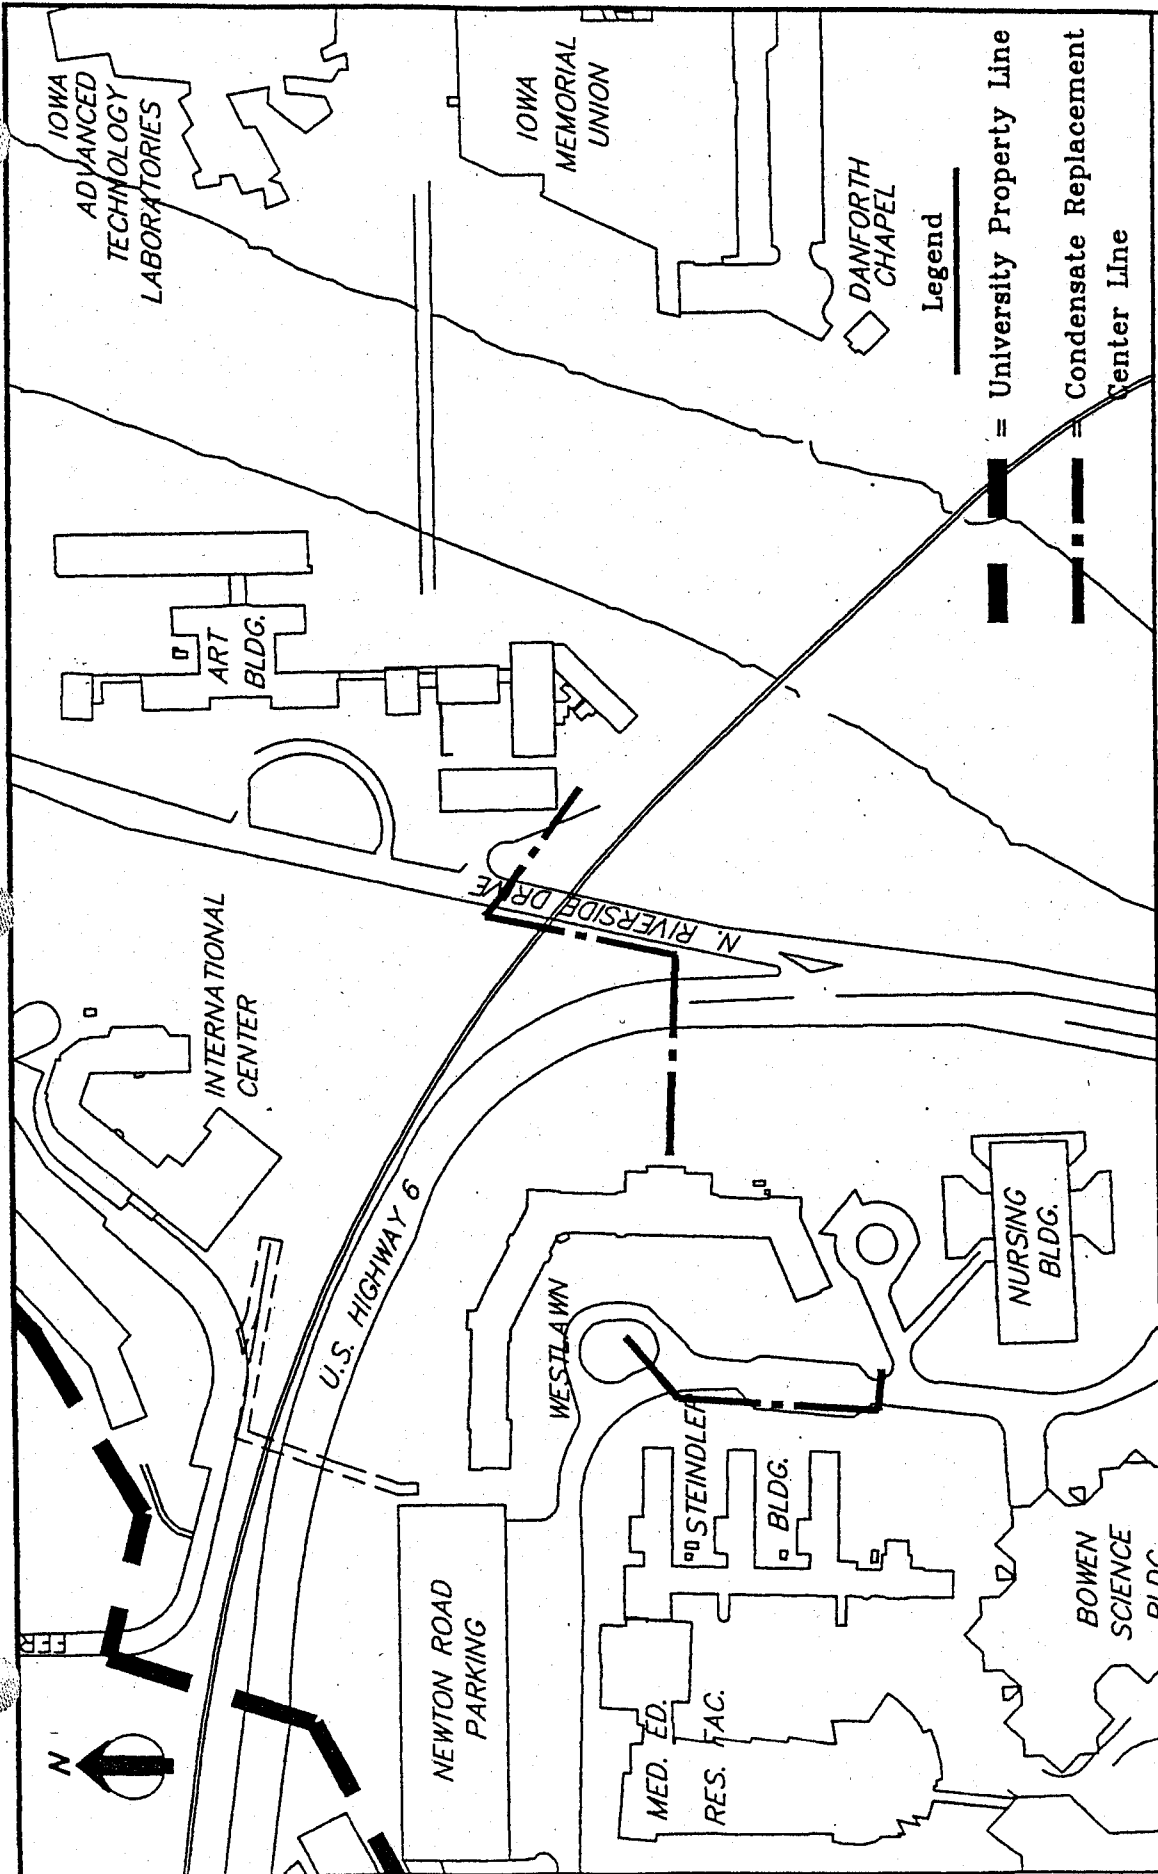 IOWA
ADVANCED
TECHNOLOGY
LABORATORIES
IOWA
MEMORIAL
UNION
DANFORTH
CHAPEL
Legend
= University Property Line
= Condensate Replacement
Center LIne
ART
BLDG.
N. RIVERSIDE DRIVE
INTERNATIONAL
CENTER
U.S. HIGHWAY 6
WESTLAWN
NURSING
BLDG.
STEINDLER
BLDG.
NEWTON ROAD
PARKING
MED. ED.
RES. FAC.
BOWEN
SCIENCE
BLDG.
FER
N